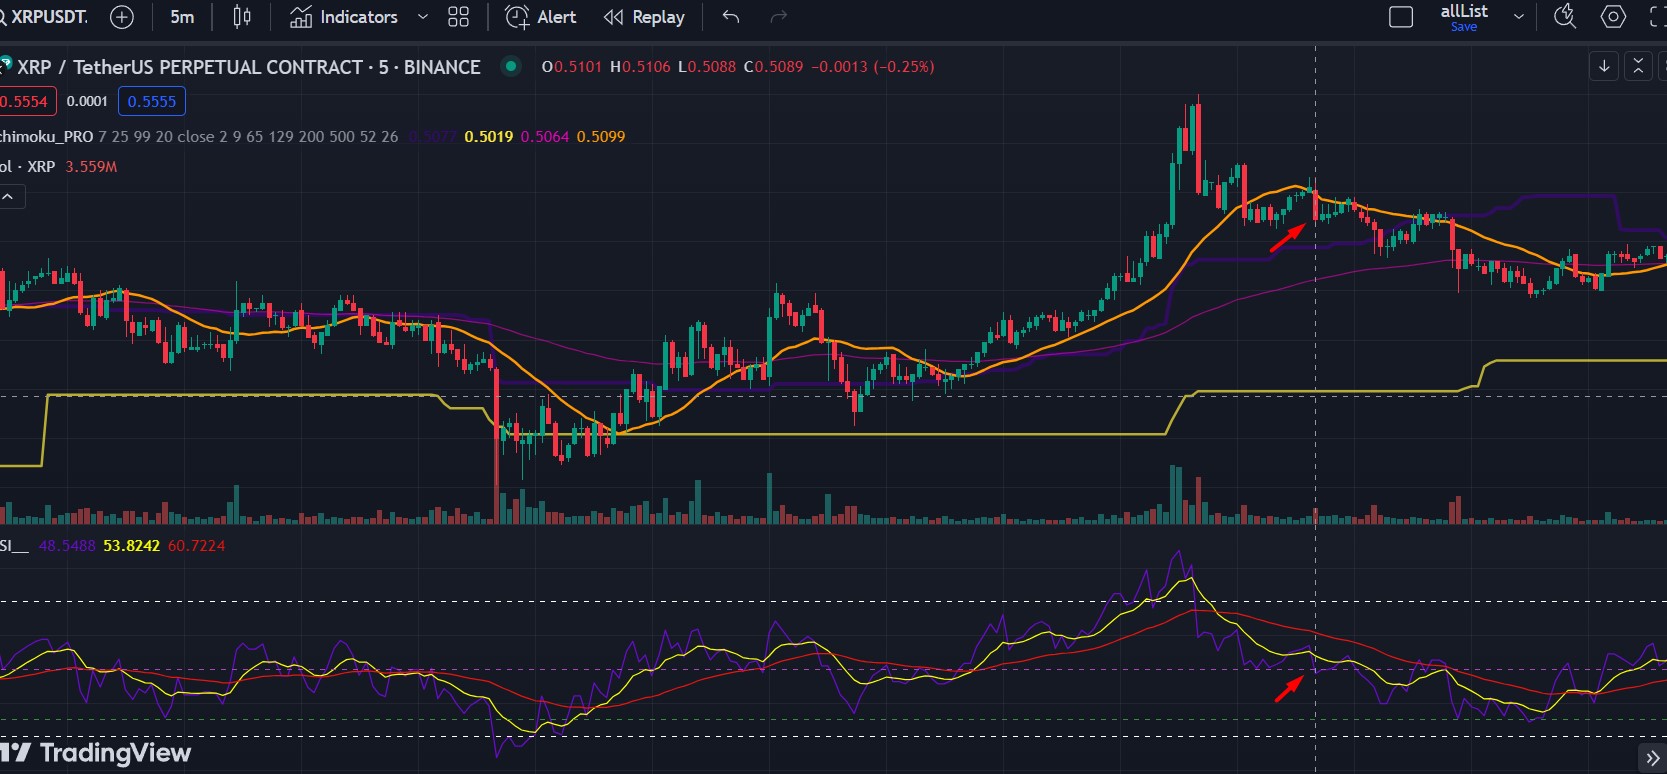 XRPUSDT. 5m Indicators Alert Replay allList
Save
XRP / TetherUS PERPETUAL CONTRACT · 5 · BINANCE O0.5101 H0.5106 L0.5088 C0.5089 −0.0013 (−0.25%)
0.5554 0.0001 0.5555
chimoku_PRO 7 25 99 20 close 2 9 65 129 200 500 52 26 0.5077 0.5019 0.5064 0.5099
ol · XRP 3.559M
SI__ 48.5488 53.8242 60.7224
TradingView